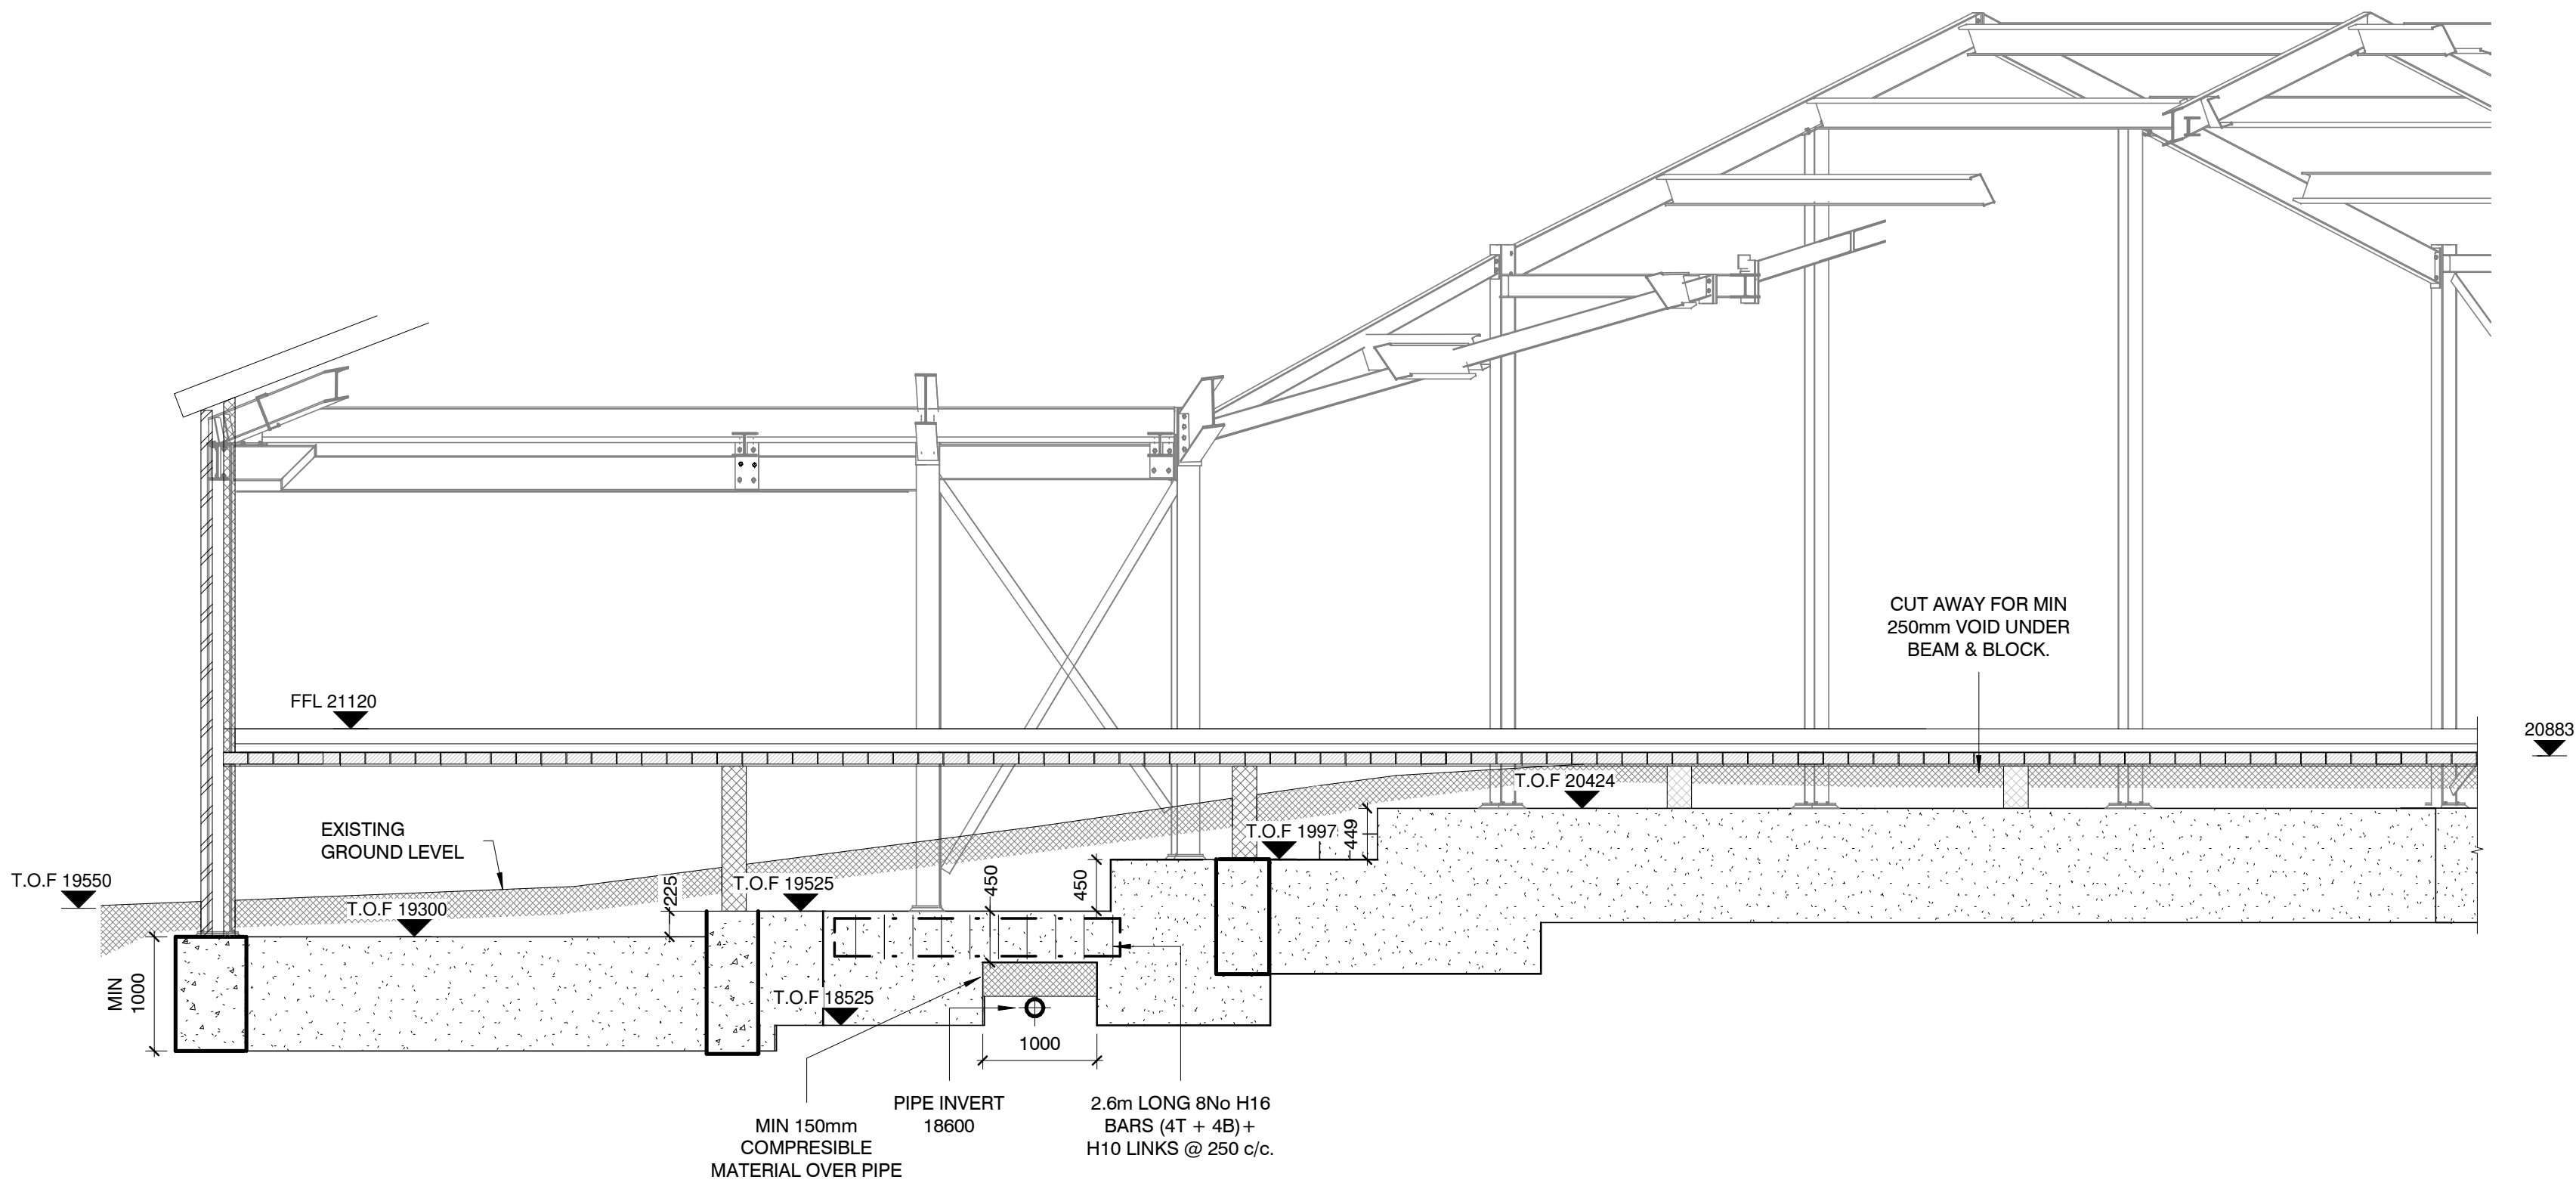 CUT AWAY FOR MIN
250mm VOID UNDER
BEAM & BLOCK.
FFL 21120
20883
T.O.F 20424
EXISTING
GROUND LEVEL
T.O.F 1997
449
T.O.F 19550
T.O.F 19300
225
T.O.F 19525
450
450
MIN
1000
T.O.F 18525
1000
PIPE INVERT
18600
MIN 150mm
COMPRESIBLE
MATERIAL OVER PIPE
2.6m LONG 8No H16
BARS (4T + 4B)+
H10 LINKS @ 250 c/c.